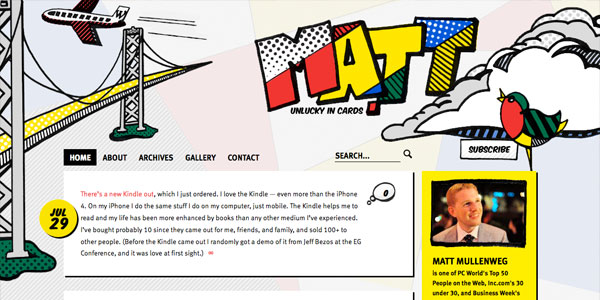 W
MATT
UNLUCKY IN CARDS
SUBSCRIBE
HOME ABOUT ARCHIVES GALLERY CONTACT
SEARCH...
JUL
29
There's a new Kindle out, which I just ordered. I love the Kindle — even more than the iPhone
4. On my iPhone I do the same stuff I do on my computer, just mobile. The Kindle helps me to
read and my life has been more enhanced by books than any other medium I've experienced.
I've bought probably 10 since they came out for me, friends, and family, and sold 100+ to
other people. (Before the Kindle came out I randomly got a demo of it from Jeff Bezos at the EG
Conference, and it was love at first sight.) ∞
0
MATT MULLENWEG
is one of PC World's Top 50
People on the Web, Inc.com's 30
under 30, and Business Week's